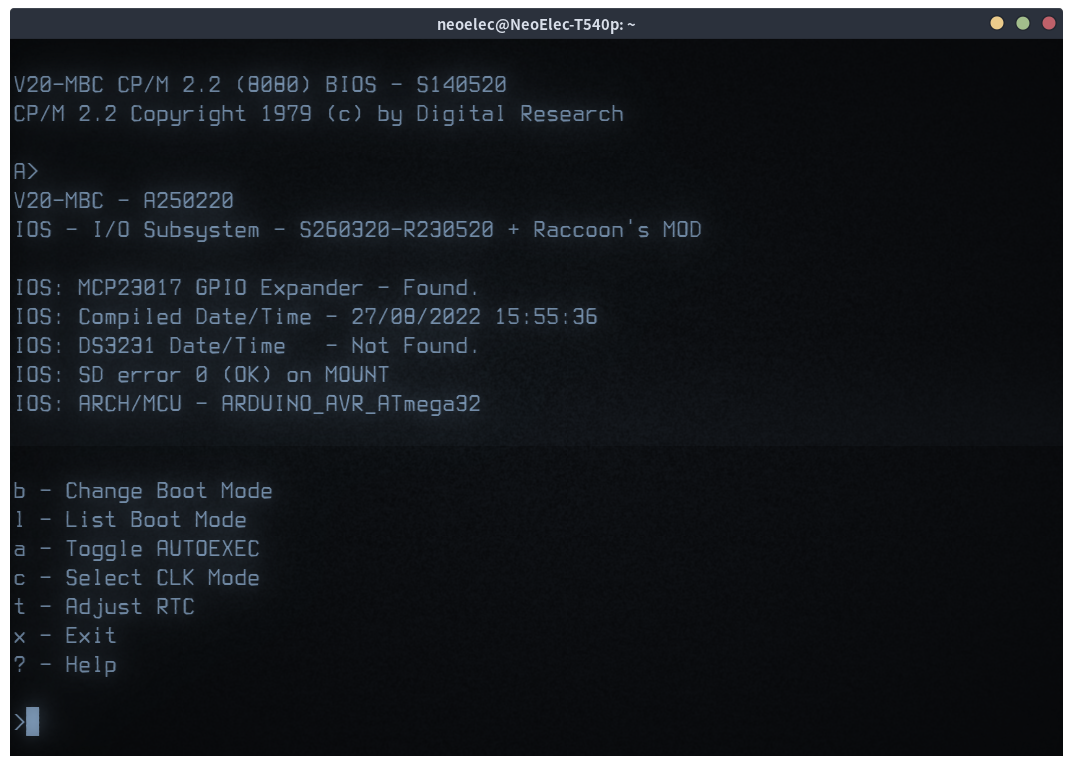 neoelec@NeoElec-T540p: ~
V20-MBC CP/M 2.2 (8080) BIOS - S140520
CP/M 2.2 Copyright 1979 (c) by Digital Research
A>
V20-MBC - A250220
IOS - I/O Subsystem - S260320-R230520 + Raccoon's MOD
IOS: MCP23017 GPIO Expander - Found.
IOS: Compiled Date/Time - 27/08/2022 15:55:36
IOS: DS3231 Date/Time   - Not Found.
IOS: SD error 0 (OK) on MOUNT
IOS: ARCH/MCU - ARDUINO_AVR_ATmega32
b - Change Boot Mode
l - List Boot Mode
a - Toggle AUTOEXEC
c - Select CLK Mode
t - Adjust RTC
x - Exit
? - Help
>